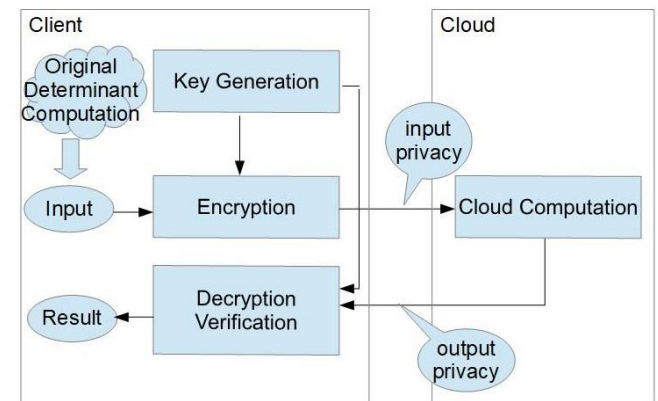 Client
Cloud
Original
Determinant
Computation
Key Generation
input
privacy
Input
Encryption
Cloud Computation
Decryption
Verification
Result
output
privacy